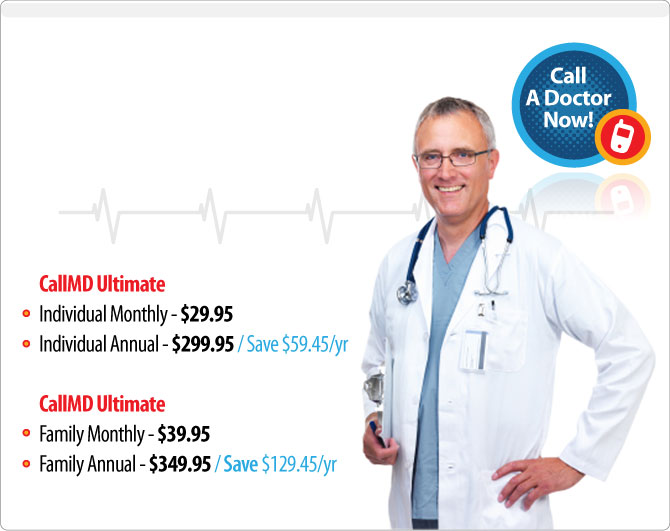 Call
A Doctor
Now!
CallMD Ultimate
Individual Monthly - $29.95
Individual Annual - $299.95 / Save $59.45/yr
CallMD Ultimate
Family Monthly - $39.95
Family Annual - $349.95 / Save $129.45/yr